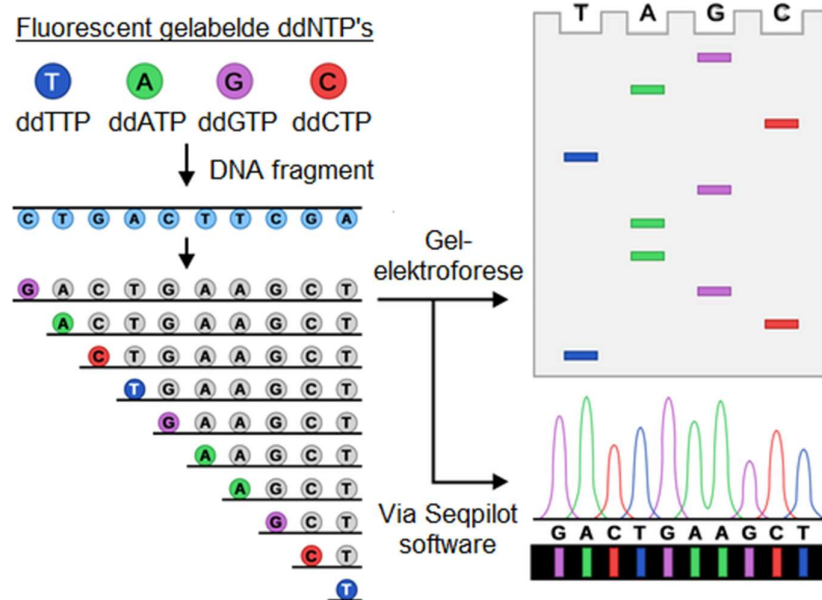 Fluorescent gelabelde ddNTP's
T A G C
ddTTP ddATP ddGTP ddCTP
DNA fragment
C T G A C T T C G A
G A C T G A A G C T
A C T G A A G C T
C T G A A G C T
T G A A G C T
G A A G C T
A A G C T
A G C T
G C T
C T
T
Gel-
elektroforese
T A G C
Via Seqpilot
software
G A C T G A A G C T